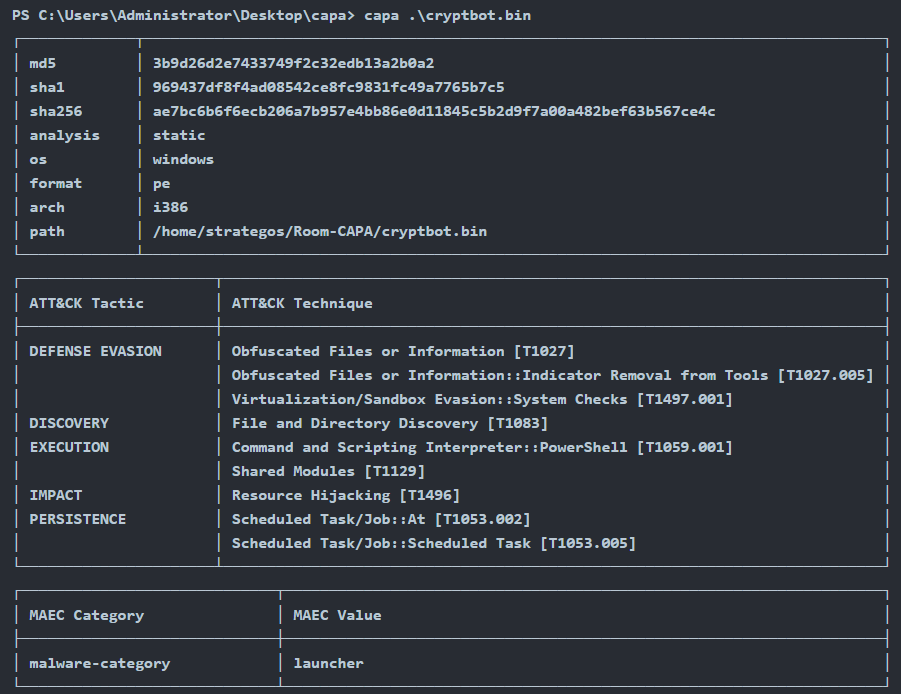 PS C:\Users\Administrator\Desktop\capa> capa .\cryptbot.bin
md5 3b9d26d2e7433749f2c32edb13a2b0a2
sha1 969437df8f4ad08542ce8fc9831fc49a7765b7c5
sha256 ae7bc6b6f6ecb206a7b957e4bb86e0d11845c5b2d9f7a00a482bef63b567ce4c
analysis static
os windows
format pe
arch i386
path /home/strategos/Room-CAPA/cryptbot.bin
ATT&CK Tactic ATT&CK Technique
DEFENSE EVASION Obfuscated Files or Information [T1027]
Obfuscated Files or Information::Indicator Removal from Tools [T1027.005]
Virtualization/Sandbox Evasion::System Checks [T1497.001]
DISCOVERY File and Directory Discovery [T1083]
EXECUTION Command and Scripting Interpreter::PowerShell [T1059.001]
Shared Modules [T1129]
IMPACT Resource Hijacking [T1496]
PERSISTENCE Scheduled Task/Job::At [T1053.002]
Scheduled Task/Job::Scheduled Task [T1053.005]
MAEC Category MAEC Value
malware-category launcher